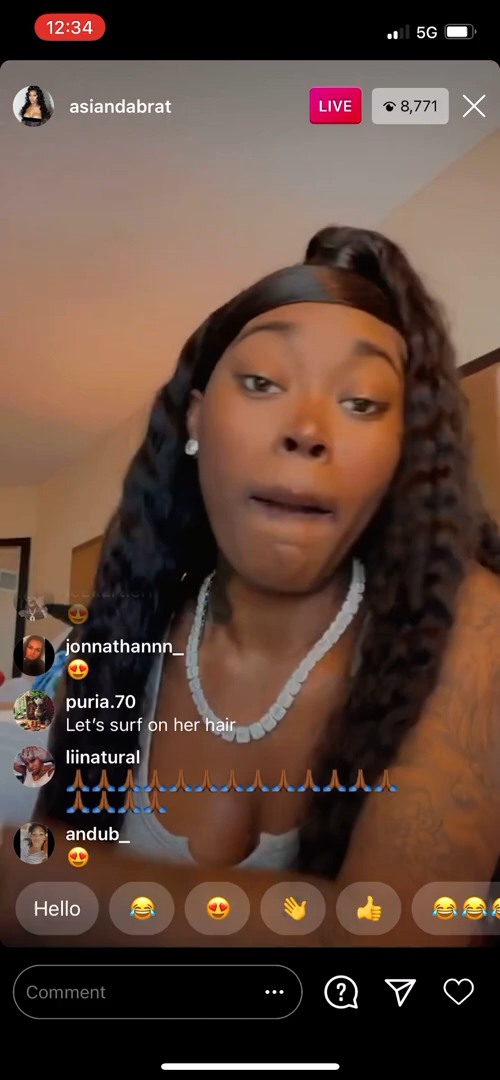 12:34
5G
asiandabrat
LIVE
8,771
jonnathannn_
puria.70
Let's surf on her hair
liinatural
andub_
Hello
Comment